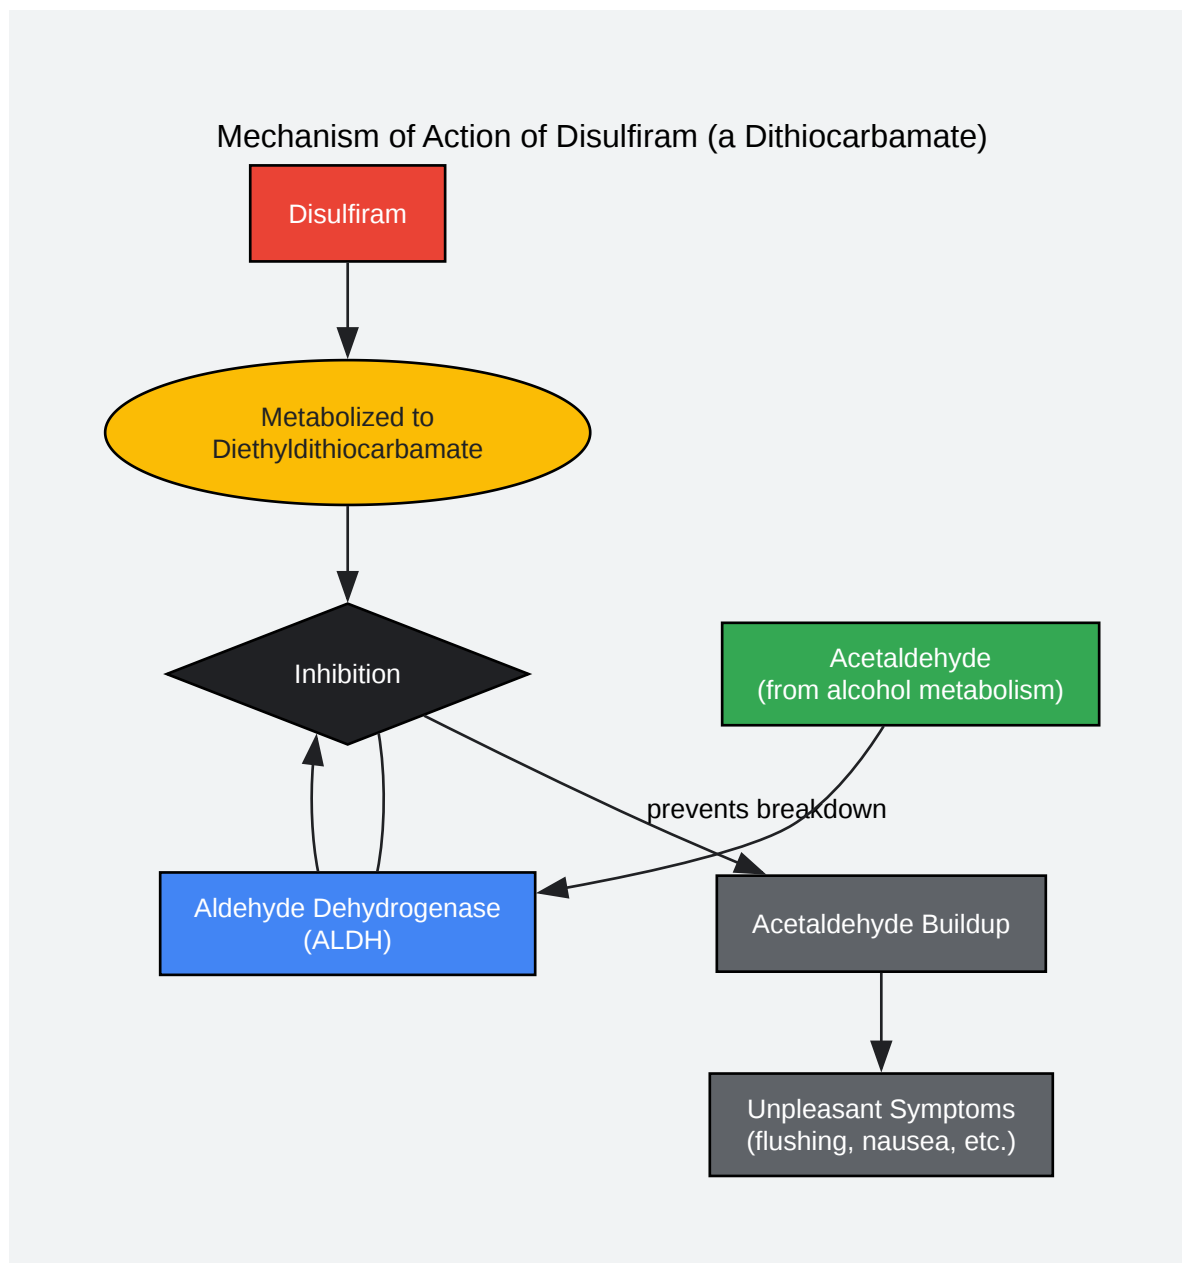 Mechanism of Action of Disulfiram (a Dithiocarbamate)
Disulfiram
Metabolized to
Diethyldithiocarbamate
Inhibition
Acetaldehyde
(from alcohol metabolism)
prevents breakdown
Aldehyde Dehydrogenase
(ALDH)
Acetaldehyde Buildup
Unpleasant Symptoms
(flushing, nausea, etc.)